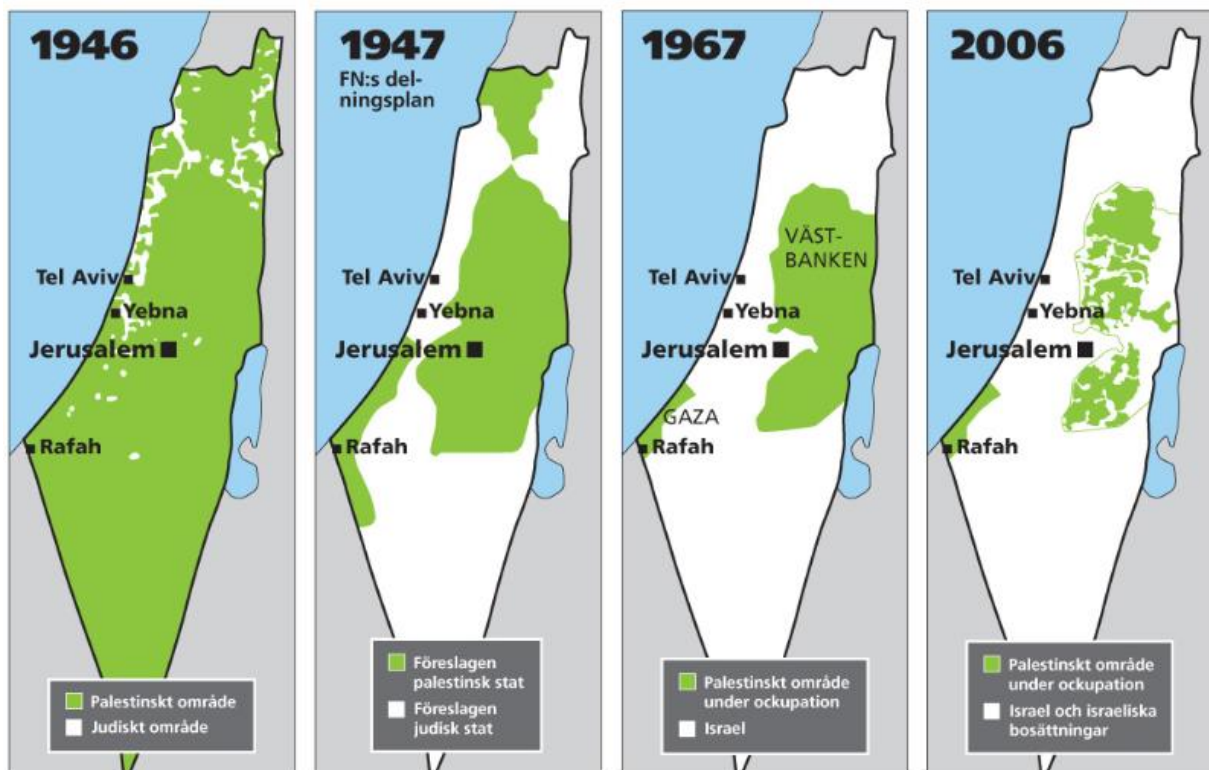 1946
Tel Aviv
Yebna
Jerusalem
Rafah
Palestinskt område
Judiskt område
1947
FN:s del-
ningsplan
Tel Aviv
Yebna
Jerusalem
Rafah
Föreslagen
palestinsk stat
Föreslagen
judisk stat
1967
VÄST-
BANKEN
Tel Aviv
Yebna
Jerusalem
GAZA
Rafah
Palestinskt område
under ockupation
Israel
2006
Tel Aviv
Yebna
Jerusalem
Rafah
Palestinskt område
under ockupation
Israel och israeliska
bosättningar